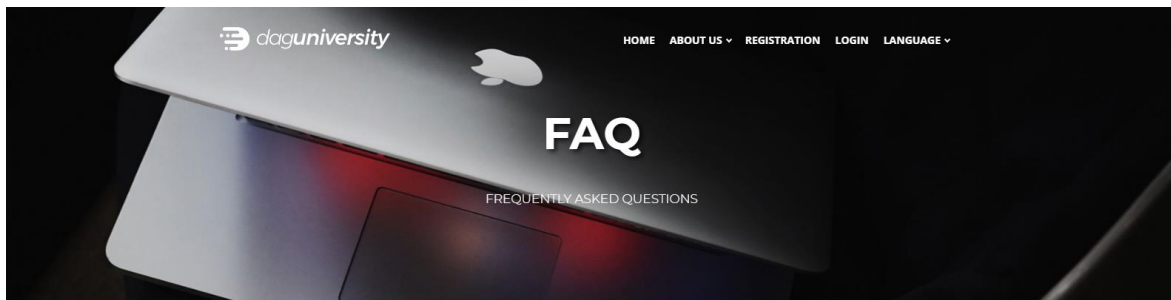 daguniversity
HOME ABOUT US REGISTRATION LOGIN LANGUAGE
FAQ
FREQUENTLY ASKED QUESTIONS